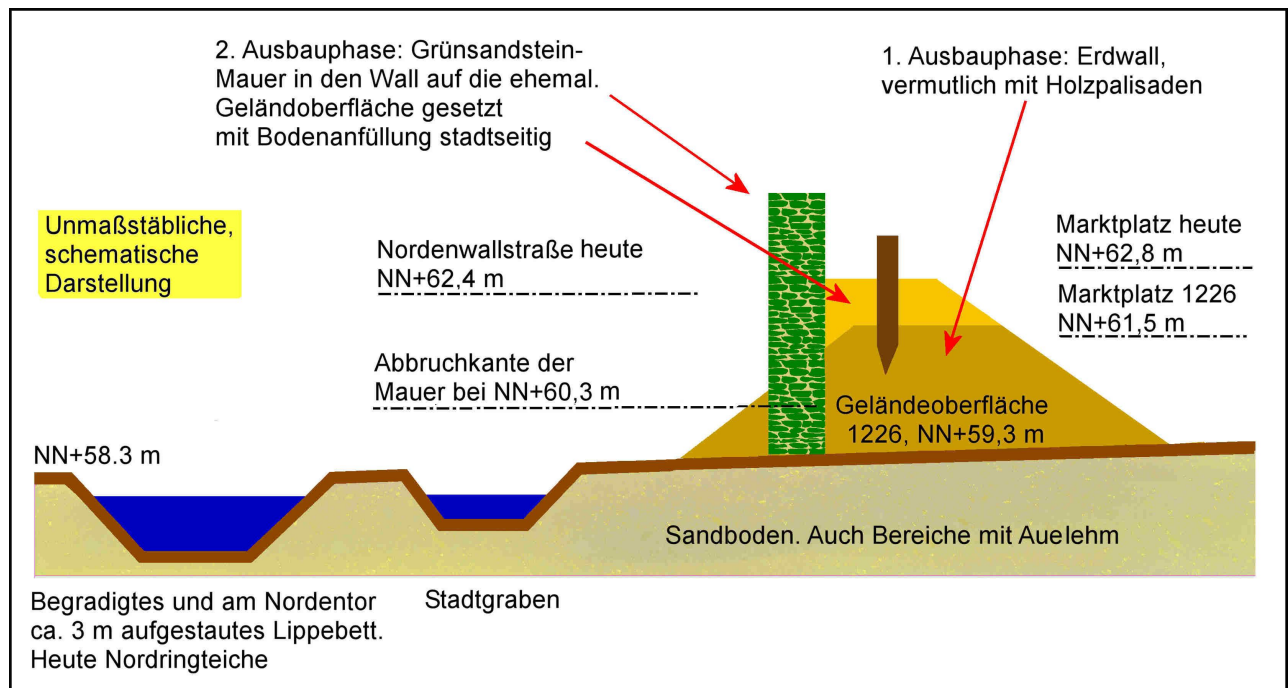 2. Ausbauphase: Grünsandstein-
Mauer in den Wall auf die ehemal.
Geländoberfläche gesetzt
mit Bodenanfüllung stadtseitig
1. Ausbauphase: Erdwall,
vermutlich mit Holzpalisaden
Unmaßstäbliche,
schematische
Darstellung
Nordenwallstraße heute
NN+62,4 m
Marktplatz heute
NN+62,8 m
Marktplatz 1226
NN+61,5 m
Abbruchkante der
Mauer bei NN+60,3 m
Geländeoberfläche
1226, NN+59,3 m
NN+58.3 m
Sandboden. Auch Bereiche mit Auelehm
Begradigtes und am Nordentor
ca. 3 m aufgestautes Lippebett.
Heute Nordringteiche
Stadtgraben